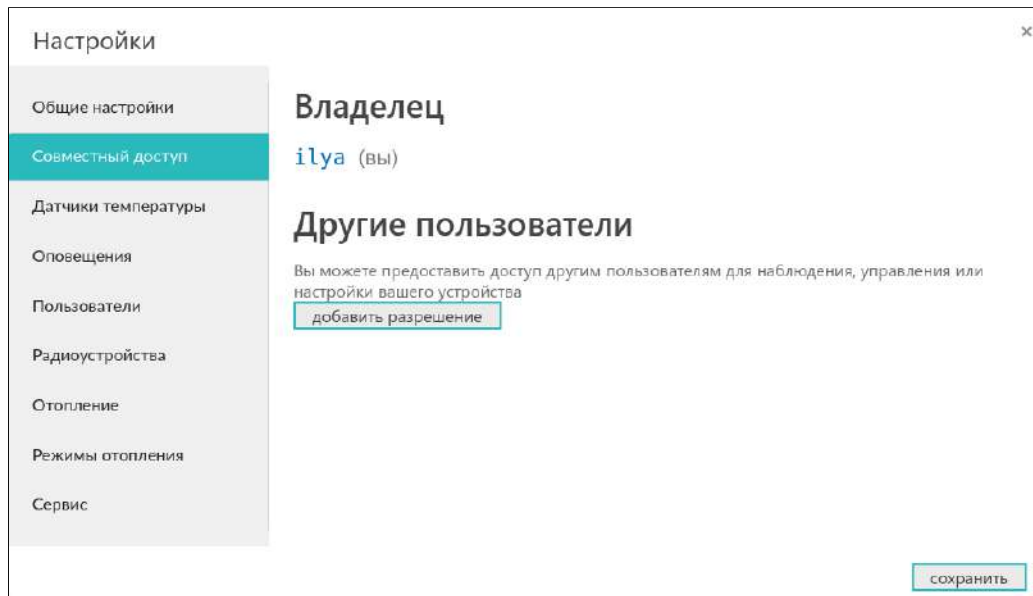 Настройки
×
Общие настройки
Совместный доступ
Датчики температуры
Оповещения
Пользователи
Радиоустройства
Отопление
Режимы отопления
Сервис
Владелец
ilya (вы)
Другие пользователи
Вы можете предоставить доступ другим пользователям для наблюдения, управления или
настройки вашего устройства
добавить разрешение
сохранить